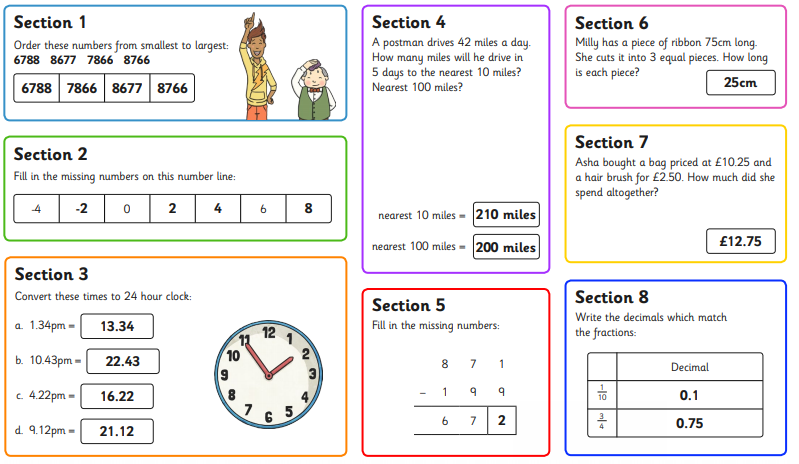 Section 1
Order these numbers from smallest to largest:
6788 8677 7866 8766
6788 7866 8677 8766
Section 2
Fill in the missing numbers on this number line:
-4 -2 0 2 4 6 8
Section 3
Convert these times to 24 hour clock:
a. 1.34pm = 13.34
b. 10.43pm = 22.43
c. 4.22pm = 16.22
d. 9.12pm = 21.12
12
1
2
3
4
5
6
7
8
9
10
11
Section 4
A postman drives 42 miles a day.
How many miles will he drive in
5 days to the nearest 10 miles?
Nearest 100 miles?
nearest 10 miles = 210 miles
nearest 100 miles = 200 miles
Section 5
Fill in the missing numbers:
8 7 1
- 1 9 9
6 7 2
Section 6
Milly has a piece of ribbon 75cm long.
She cuts it into 3 equal pieces. How long
is each piece?
25cm
Section 7
Asha bought a bag priced at £10.25 and
a hair brush for £2.50. How much did she
spend altogether?
£12.75
Section 8
Write the decimals which match
the fractions:
Decimal
1/10 0.1
3/4 0.75